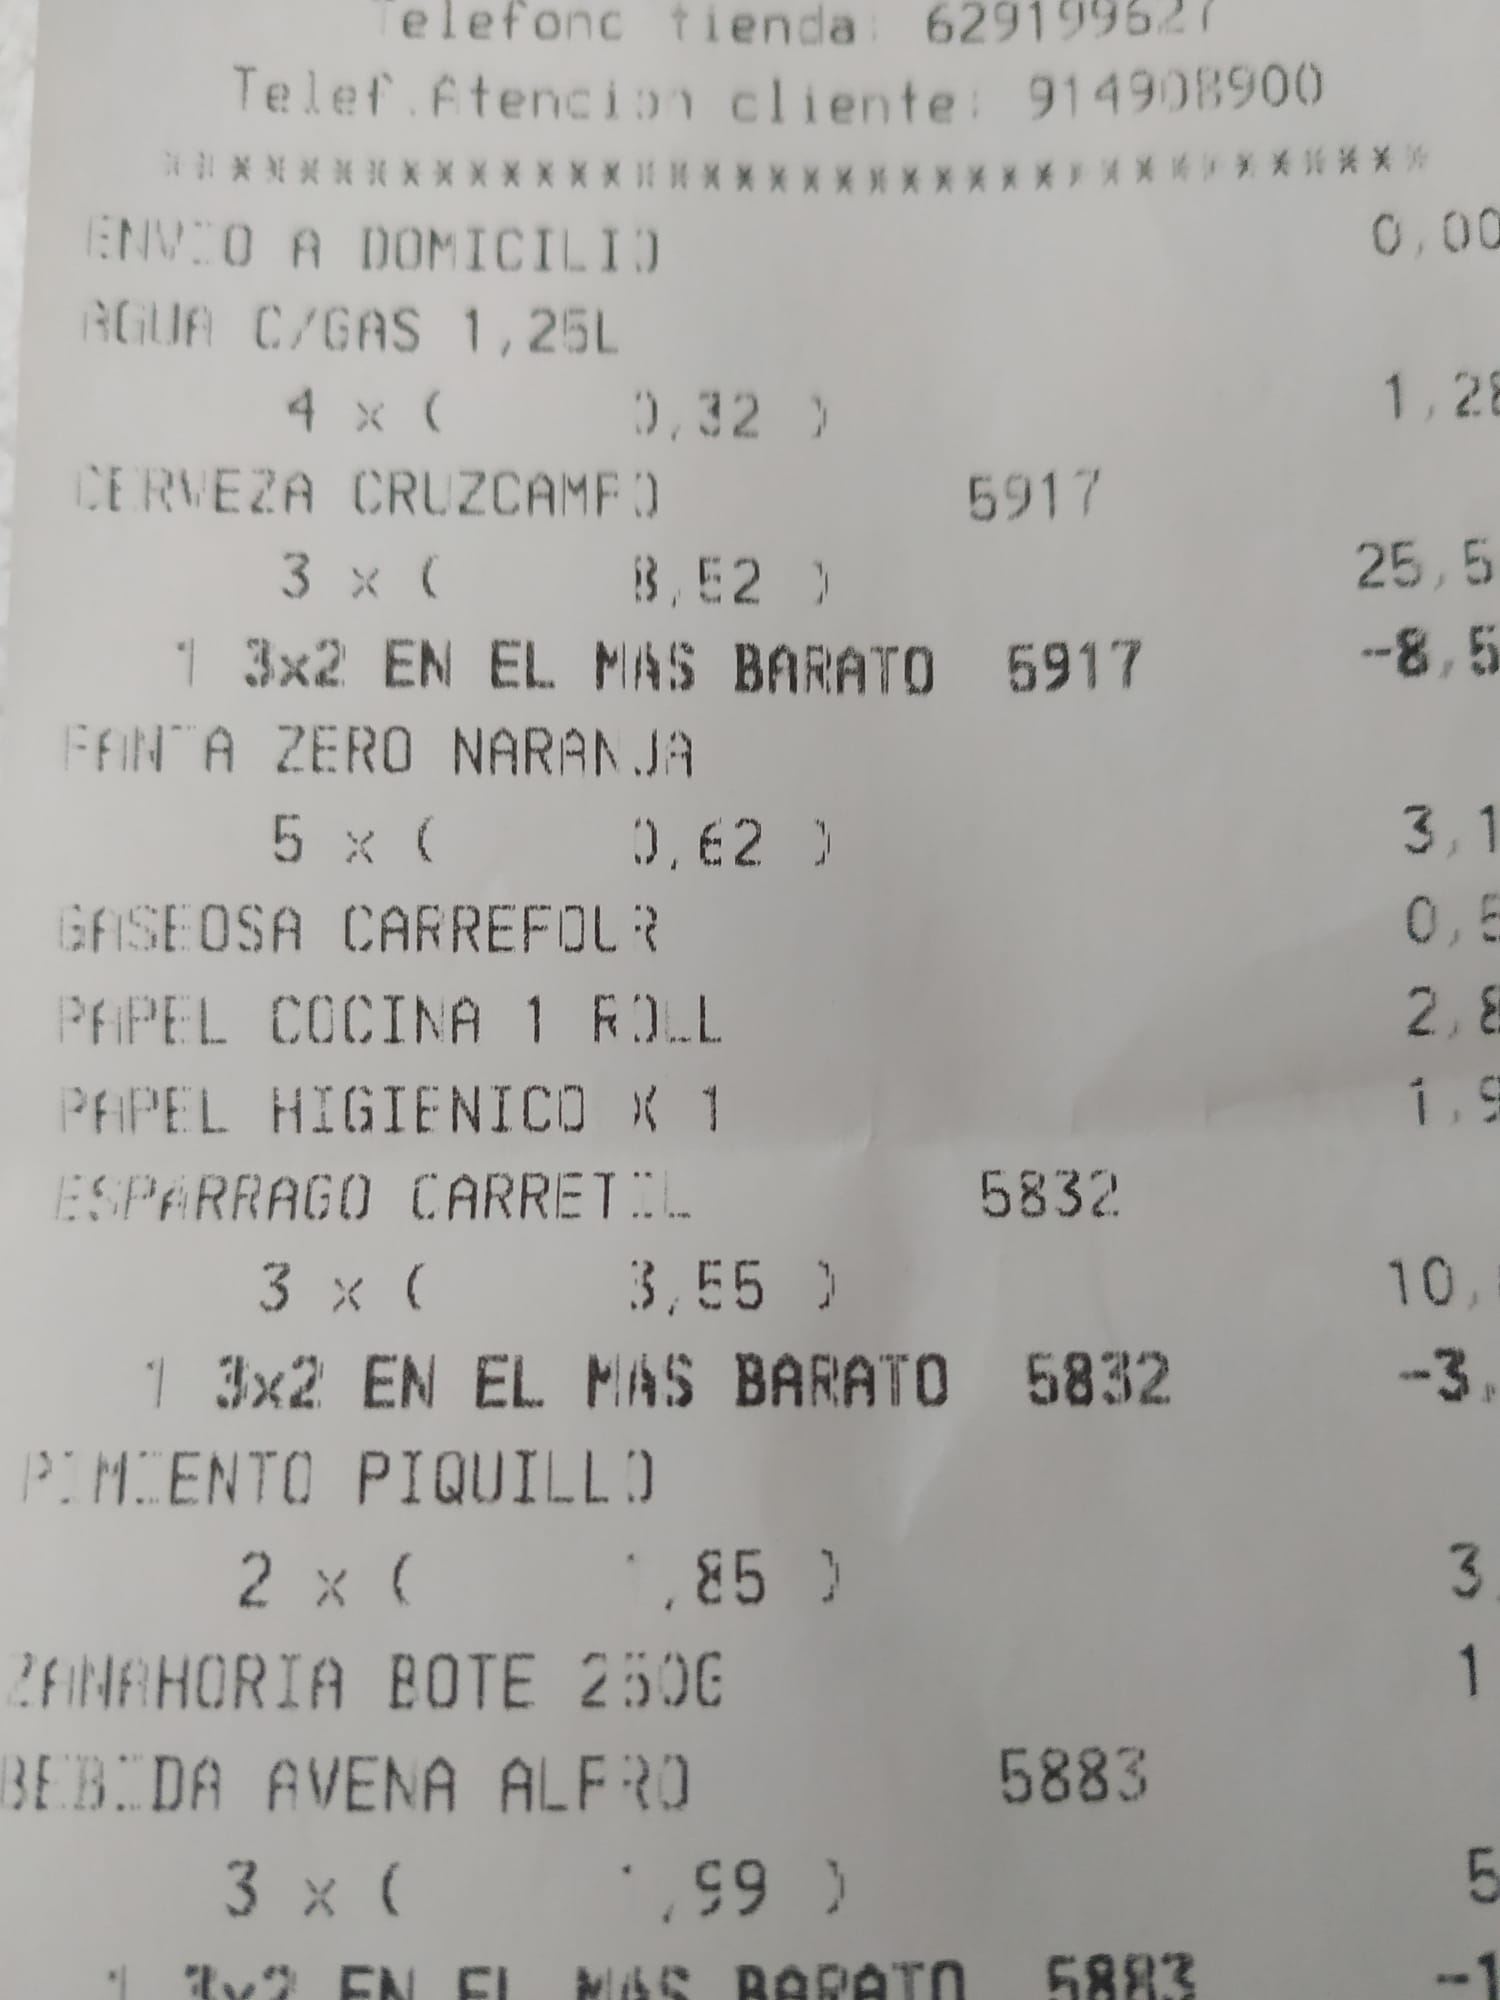 Telefono tienda: 629199627
Telef.Atencion cliente: 914908900
**************************************
ENVIO A DOMICILIO 0,00
AGUA C/GAS 1,25L
4 x ( 0,32 ) 1,28
CERVEZA CRUZCAMPO 5917
3 x ( 8,52 ) 25,5
1 3x2 EN EL MAS BARATO 5917 -8,5
FANTA ZERO NARANJA
5 x ( 0,62 ) 3,1
GASEOSA CARREFOUR 0,5
PAPEL COCINA 1 ROLL 2,8
PAPEL HIGIENICO X 1 1,9
ESPARRAGO CARRETIL 5832
3 x ( 3,55 ) 10,
1 3x2 EN EL MAS BARATO 5832 -3,
PIMIENTO PIQUILLO
2 x ( 1,85 ) 3,
ZANAHORIA BOTE 250G 1
BEBIDA AVENA ALPRO 5883
3 x ( 1,99 ) 5
1 3x2 EN EL MAS BARATO 5883 -1